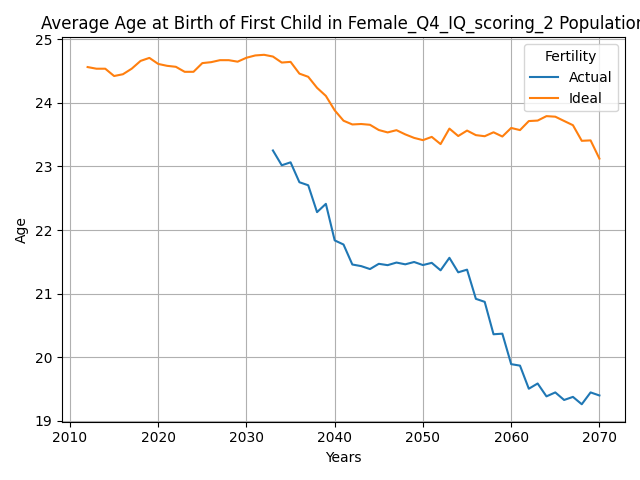 Average Age at Birth of First Child in Female_Q4_IQ_scoring_2 Population
Fertility
Actual
Ideal
25
24
23
22
21
20
19
Age
2010 2020 2030 2040 2050 2060 2070
Years